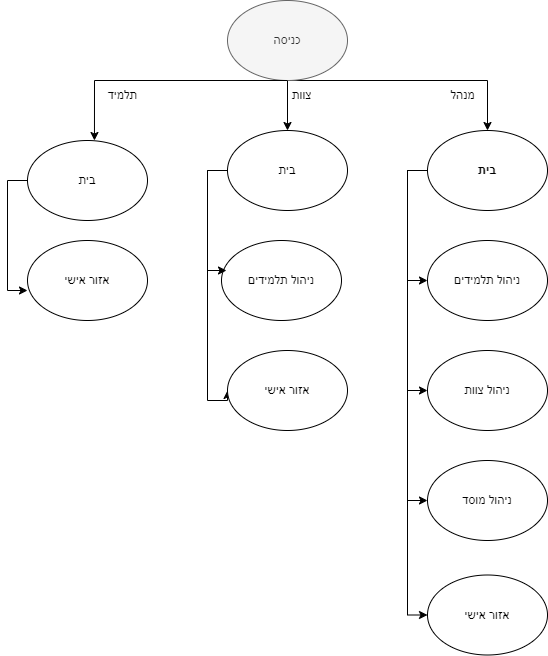 כניסה
מנהל
צוות
תלמיד
בית
ניהול תלמידים
ניהול צוות
ניהול מוסד
אזור אישי
בית
ניהול תלמידים
אזור אישי
בית
אזור אישי